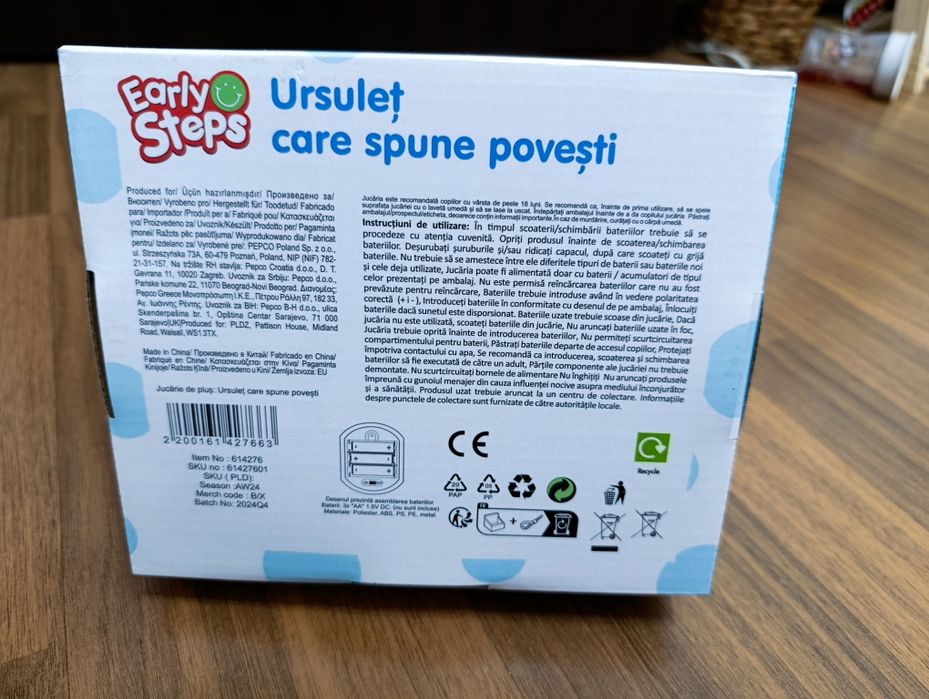 Early
Steps
Ursuleț
care spune povești
Produced for/ Üçün hazırlanmışdır/ Произведено за/
Вносител/ Vyrobeno pro/ Hergestellt für/ Toodetud/ Fabricado
para/ Importador /Produit per a/ Fabriqué pou/ Κατασκευάζεται
για/ Proizvedeno za/ Uvoznik/Készült/ Prodotto per/ Pagaminta
įmonei/ Ražots pēc pasūtījuma/ Wyprodukowano dla/ Fabricat
pentru/ Izdelano za/ Vyrobené pre/: PEPCO Poland Sp. z o.o.,
ul. Strzeszyńska 73A, 60-479 Poznań, Poland, NIP (NIF) 782-
21-31-157. Na tržište RH stavlja: Pepco Croatia d.o.o., D. T.
Gavrana 11, 10020 Zagreb. Uvoznik za Srbiju: Pepco d.o.o.,
Pariske komune 22, 11070 Beograd-Novi Beograd. Διανομέας:
Pepco Greece Μονοπρόσωπη Ι.Κ.Ε., Πέτρου Ράλλη 97, 182 33,
Αγ. Ιωάννης Ρέντης. Uvoznik za BiH: Pepco B-H d.o.o., ulica
Skenderpašina br. 1, Opština Centar Sarajevo, 71 000
Sarajevo|UK|Produced for: PLDZ, Pattison House, Midland
Road, Walsall, WS1 3TX.
Made in China/ Произведено в Китай/ Fabricado en China/
Fabriqué en Chine/ Κατασκευάζεται στην Κίνα/ Pagaminta
Kinijoje/ Ražots Ķīnā/ Proizvedeno u Kini/ Земља извоза: EU
Jucărie de pluș: Ursuleț care spune povești
2 200161 427663
Item No : 614276
SKU no : 61427601
SKU ( PLD):
Season :AW24
Merch code : B/X
Batch No: 2024Q4
Jucăria este recomandată copiilor cu vârsta de peste 18 luni. Se recomandă ca, înainte de prima utilizare, să se spele
suprafața jucăriei cu o lavetă umedă și să se lase la uscat. Îndepărtați ambalajul înainte de a da copilului jucăria. Păstrați
ambalajul/prospectul/eticheta, deoarece conțin informații importante. În caz de murdărire, curățați cu o cârpă umedă.
Instrucțiuni de utilizare: În timpul scoaterii/schimbării bateriilor trebuie să se
procedeze cu atenția cuvenită. Opriți produsul înainte de scoaterea/schimbarea
bateriilor. Deșurubați șuruburile și/sau ridicați capacul, după care scoateți cu grijă
bateriile. Nu trebuie să se amestece între ele diferitele tipuri de baterii sau bateriile noi
și cele deja utilizate, Jucăria poate fi alimentată doar cu baterii / acumulatori de tipul
celor prezentați pe ambalaj. Nu este permisă reîncărcarea bateriilor care nu au fost
prevăzute pentru reîncărcare, Bateriile trebuie introduse având în vedere polaritatea
corectă (+ i - ), Introduceți bateriile în conformitate cu desenul de pe ambalaj, Înlocuiți
bateriile dacă sunetul este disporsionat. Bateriile uzate trebuie scoase din jucărie, Dacă
jucăria nu este utilizată, scoateți bateriile din jucărie, Nu aruncați bateriile uzate în foc,
Jucăria trebuie oprită înainte de introducerea bateriilor, Nu permiteți scurtcircuitarea
compartimentului pentru baterii, Păstrați bateriile departe de accesul copiilor, Protejați
împotriva contactului cu apa, Se recomandă ca introducerea, scoaterea și schimbarea
bateriilor să fie executată de către un adult, Părțile componente ale jucăriei nu trebuie
demontate. Nu scurtcircuitați bornele de alimentare Nu înghițiți Nu aruncați produsele
împreună cu gunoiul menajer din cauza influenței nocive asupra mediului înconjurător
și a sănătății. Produsul uzat trebuie aruncat la un centru de colectare. Informațiile
despre punctele de colectare sunt furnizate de către autoritățile locale.
Desenul prezintă asamblarea bateriilor.
Baterii: 3x "AA" 1.5V DC. (nu sunt incluse)
Materiale: Poliester, ABS, PS, PE, metal.
CE
20
PAP
05
PP
FR
Recycle